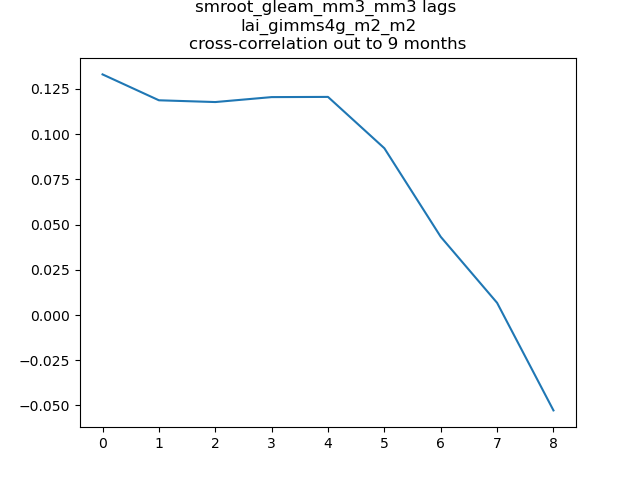 smroot_gleam_mm3_mm3 lags
lai_gimms4g_m2_m2
cross-correlation out to 9 months
0.125
0.100
0.075
0.050
0.025
0.000
−0.025
−0.050
0 1 2 3 4 5 6 7 8